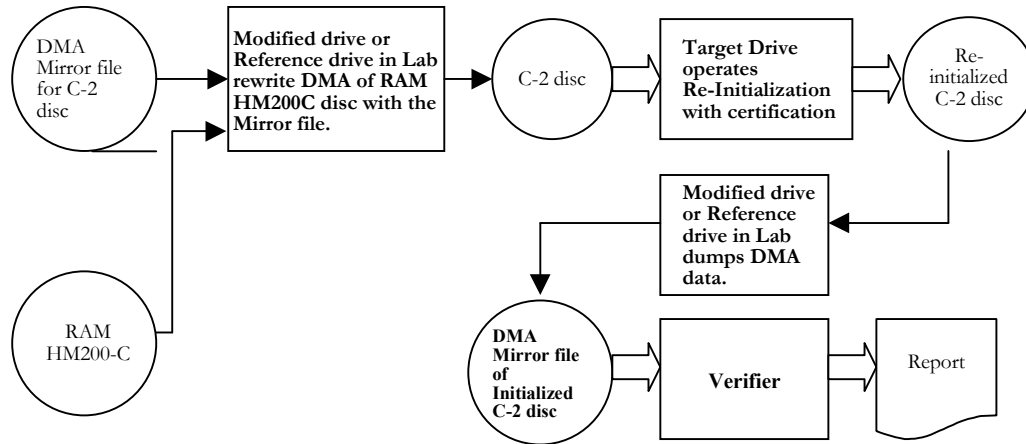 DMA
Mirror file
for C-2
disc
Modified drive or
Reference drive in Lab
rewrite DMA of RAM
HM200C disc with the
Mirror file.
C-2 disc
Target Drive
operates
Re-Initialization
with certification
Re-
initialized
C-2 disc
Modified drive
or Reference
drive in Lab
dumps DMA
data.
RAM
HM200-C
DMA
Mirror file
of
Initialized
C-2 disc
Verifier
Report